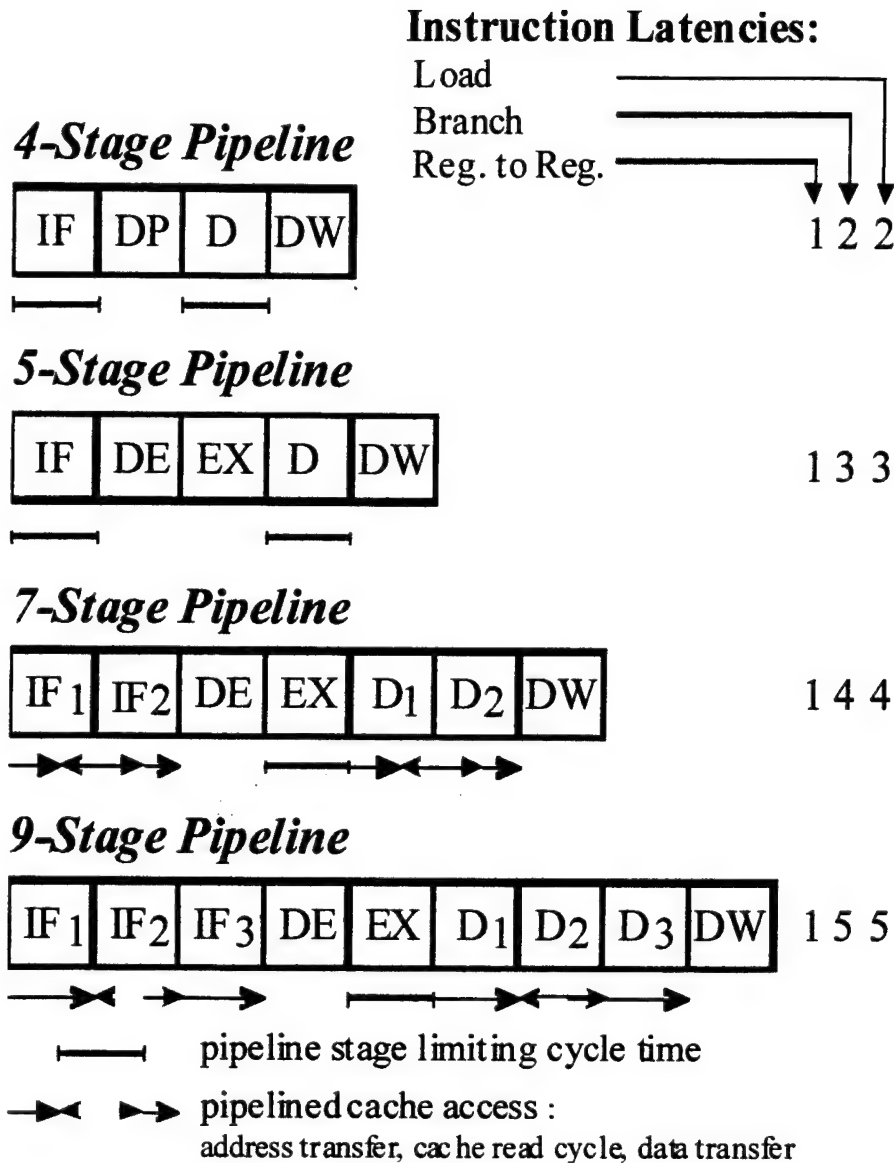 Instruction Latencies:
Load
Branch
Reg. to Reg.
4-Stage Pipeline
IF DP D DW
1 2 2
5-Stage Pipeline
IF DE EX D DW
1 3 3
7-Stage Pipeline
IF1 IF2 DE EX D1 D2 DW
1 4 4
9-Stage Pipeline
IF1 IF2 IF3 DE EX D1 D2 D3 DW
1 5 5
pipeline stage limiting cycle time
pipelined cache access :
address transfer, cache read cycle, data transfer